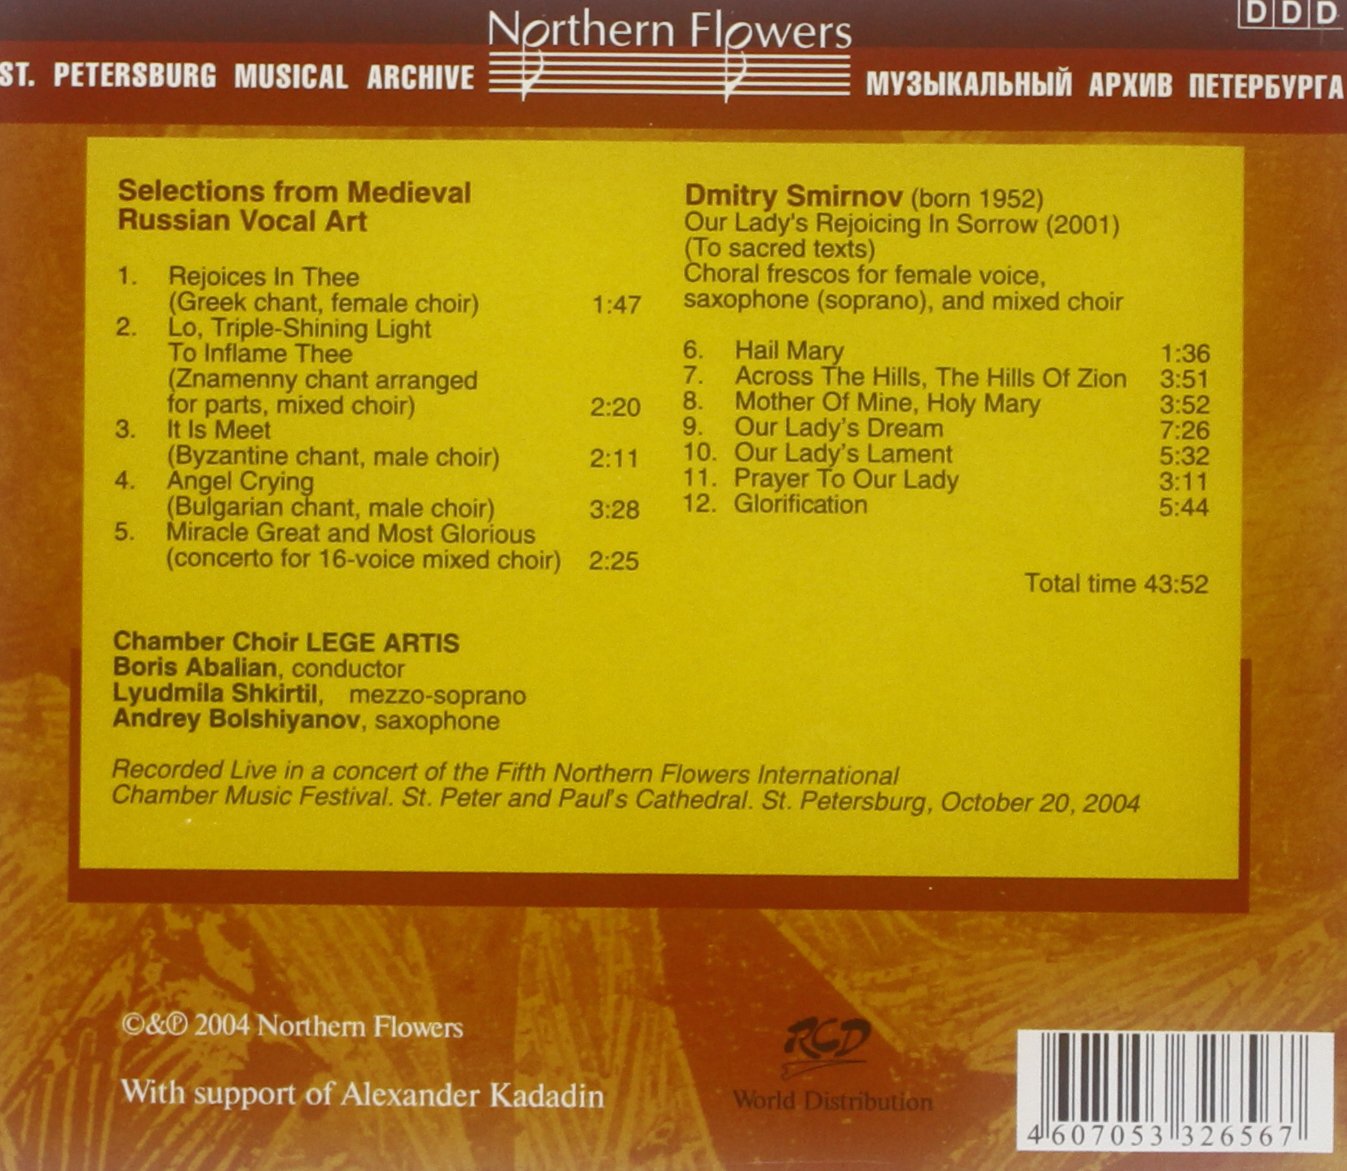 Northern Flowers
DDD
ST. PETERSBURG MUSICAL ARCHIVE
МУЗЫКАЛЬНЫЙ АРХИВ ПЕТЕРБУРГА
Selections from Medieval
Russian Vocal Art
1. Rejoices In Thee
(Greek chant, female choir) 1:47
2. Lo, Triple-Shining Light
To Inflame Thee
(Znamenny chant arranged
for parts, mixed choir) 2:20
3. It Is Meet
(Byzantine chant, male choir) 2:11
4. Angel Crying
(Bulgarian chant, male choir) 3:28
5. Miracle Great and Most Glorious
(concerto for 16-voice mixed choir) 2:25
Dmitry Smirnov (born 1952)
Our Lady's Rejoicing In Sorrow (2001)
(To sacred texts)
Choral frescos for female voice,
saxophone (soprano), and mixed choir
6. Hail Mary 1:36
7. Across The Hills, The Hills Of Zion 3:51
8. Mother Of Mine, Holy Mary 3:52
9. Our Lady's Dream 7:26
10. Our Lady's Lament 5:32
11. Prayer To Our Lady 3:11
12. Glorification 5:44
Total time 43:52
Chamber Choir LEGE ARTIS
Boris Abalian, conductor
Lyudmila Shkirtil, mezzo-soprano
Andrey Bolshiyanov, saxophone
Recorded Live in a concert of the Fifth Northern Flowers International
Chamber Music Festival. St. Peter and Paul's Cathedral. St. Petersburg, October 20, 2004
©&℗ 2004 Northern Flowers
With support of Alexander Kadadin
RCD
World Distribution
4 607053 326567